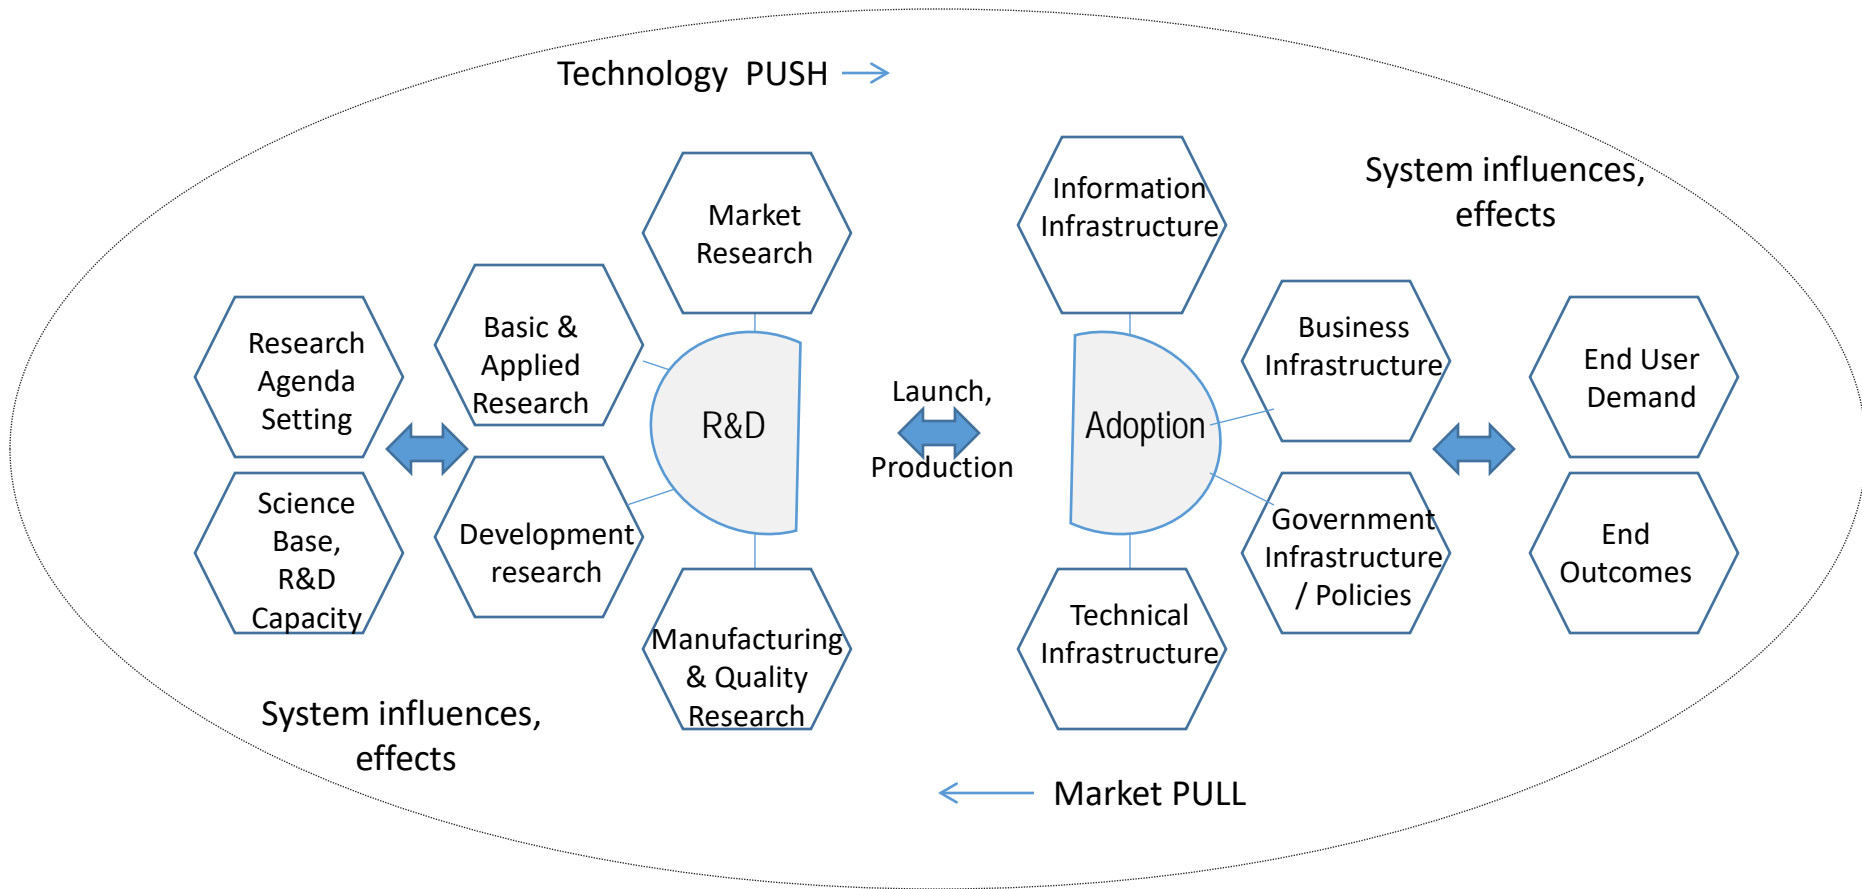 Technology PUSH
Market
Research
Information
Infrastructure
System influences,
effects
Research
Agenda
Setting
Basic &
Applied
Research
R&D
Launch,
Production
Adoption
Business
Infrastructure
End User
Demand
Science
Base,
R&D
Capacity
Development
research
Manufacturing
& Quality
Research
Technical
Infrastructure
Government
Infrastructure
/ Policies
End
Outcomes
System influences,
effects
Market PULL